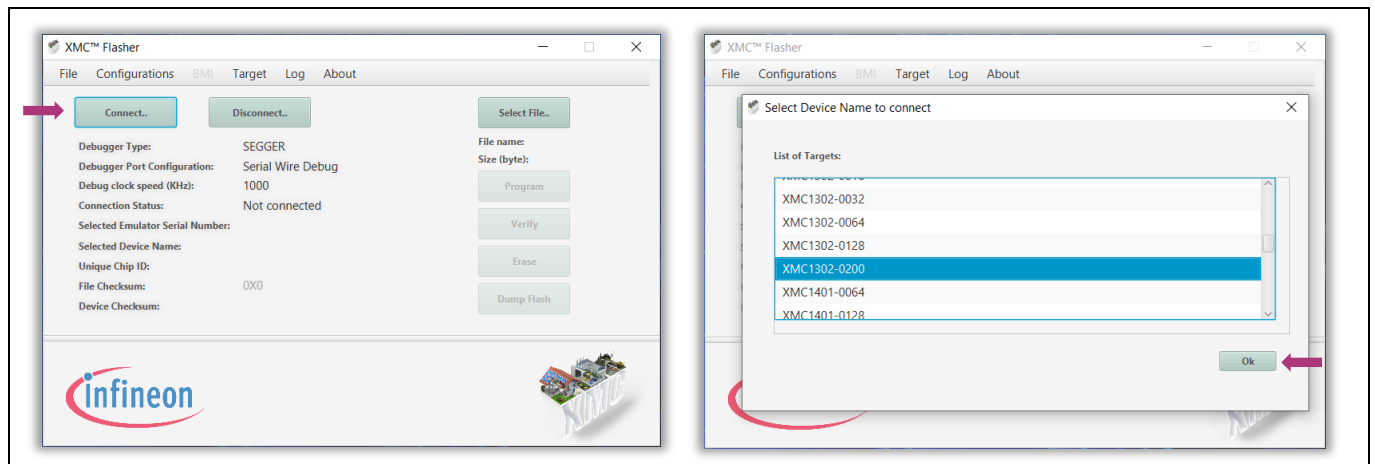 XMC™ Flasher
File Configurations BMI Target Log About
Connect.. Disconnect.. Select File..
Debugger Type: SEGGER
File name:
Debugger Port Configuration: Serial Wire Debug
Size (byte):
Debug clock speed (KHz): 1000
Program
Connection Status: Not connected
Selected Emulator Serial Number:
Verify
Selected Device Name:
Unique Chip ID:
Erase
File Checksum: 0X0
Device Checksum:
Dump Flash
infineon
XMC
XMC™ Flasher
File Configurations BMI Target Log About
Select Device Name to connect
List of Targets:
XMC1302-0032
XMC1302-0064
XMC1302-0128
XMC1302-0200
XMC1401-0064
XMC1401-0128
Ok